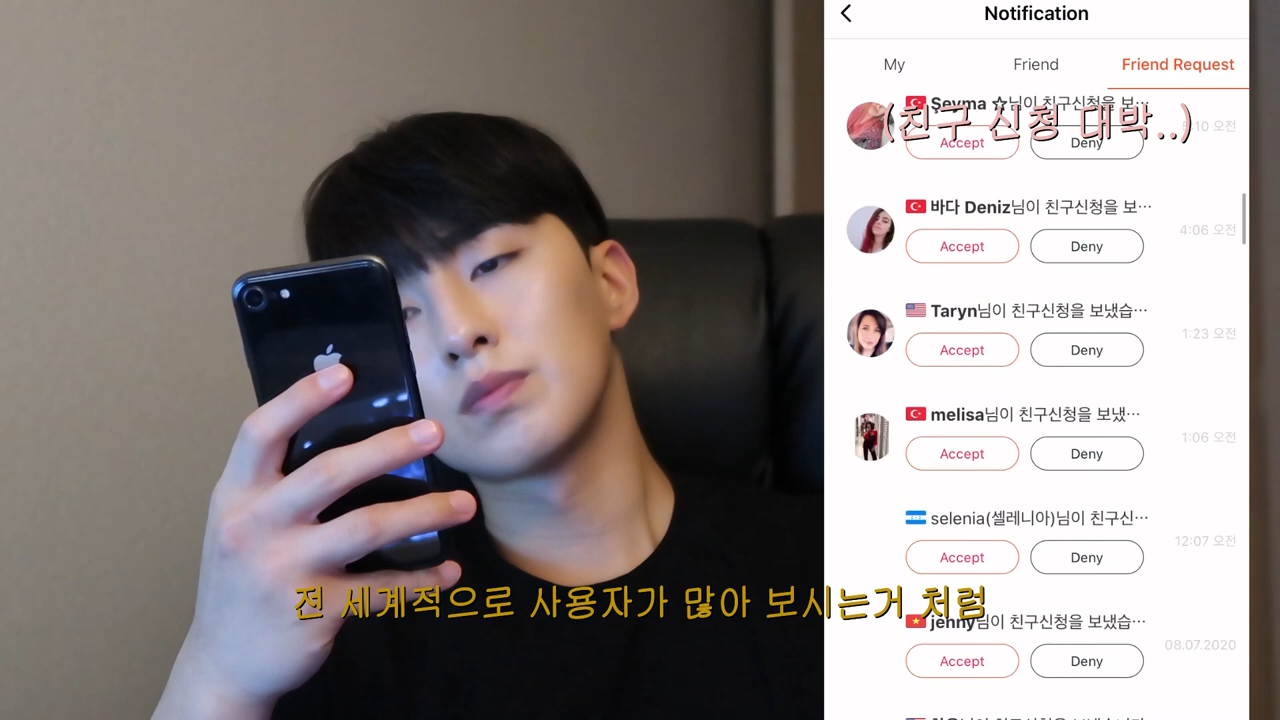 Notification
My
Friend
Friend Request
Şeyma ☆님이 친구신청을 보…
(친구 신청 대박..)
:10 오전
Accept
Deny
바다 Deniz님이 친구신청을 보…
4:06 오전
Accept
Deny
Taryn님이 친구신청을 보냈습…
1:23 오전
Accept
Deny
melisa님이 친구신청을 보냈…
1:06 오전
Accept
Deny
selenia(셀레니아)님이 친구신…
12:07 오전
Accept
Deny
전 세계적으로 사용자가 많아 보시는거 처럼
jenny님이 친구신청을 보냈습…
08.07.2020
Accept
Deny